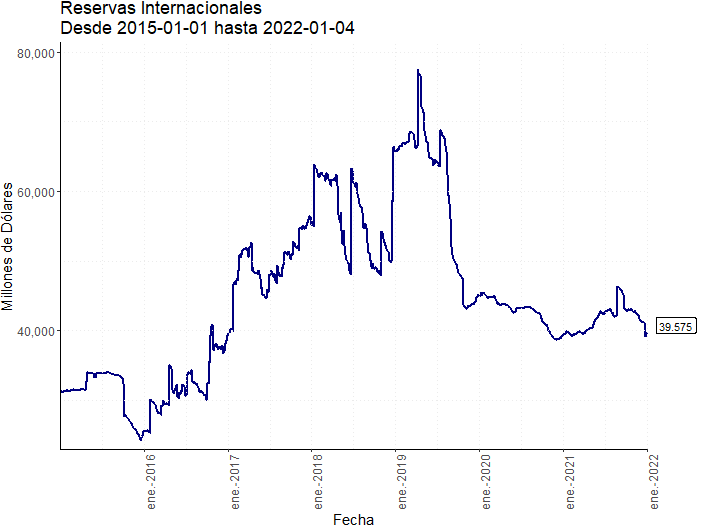 Reservas Internacionales
Desde 2015-01-01 hasta 2022-01-04
Millones de Dólares
80,000
60,000
40,000
39.575
ene.-2016
ene.-2017
ene.-2018
ene.-2019
ene.-2020
ene.-2021
ene.-2022
Fecha